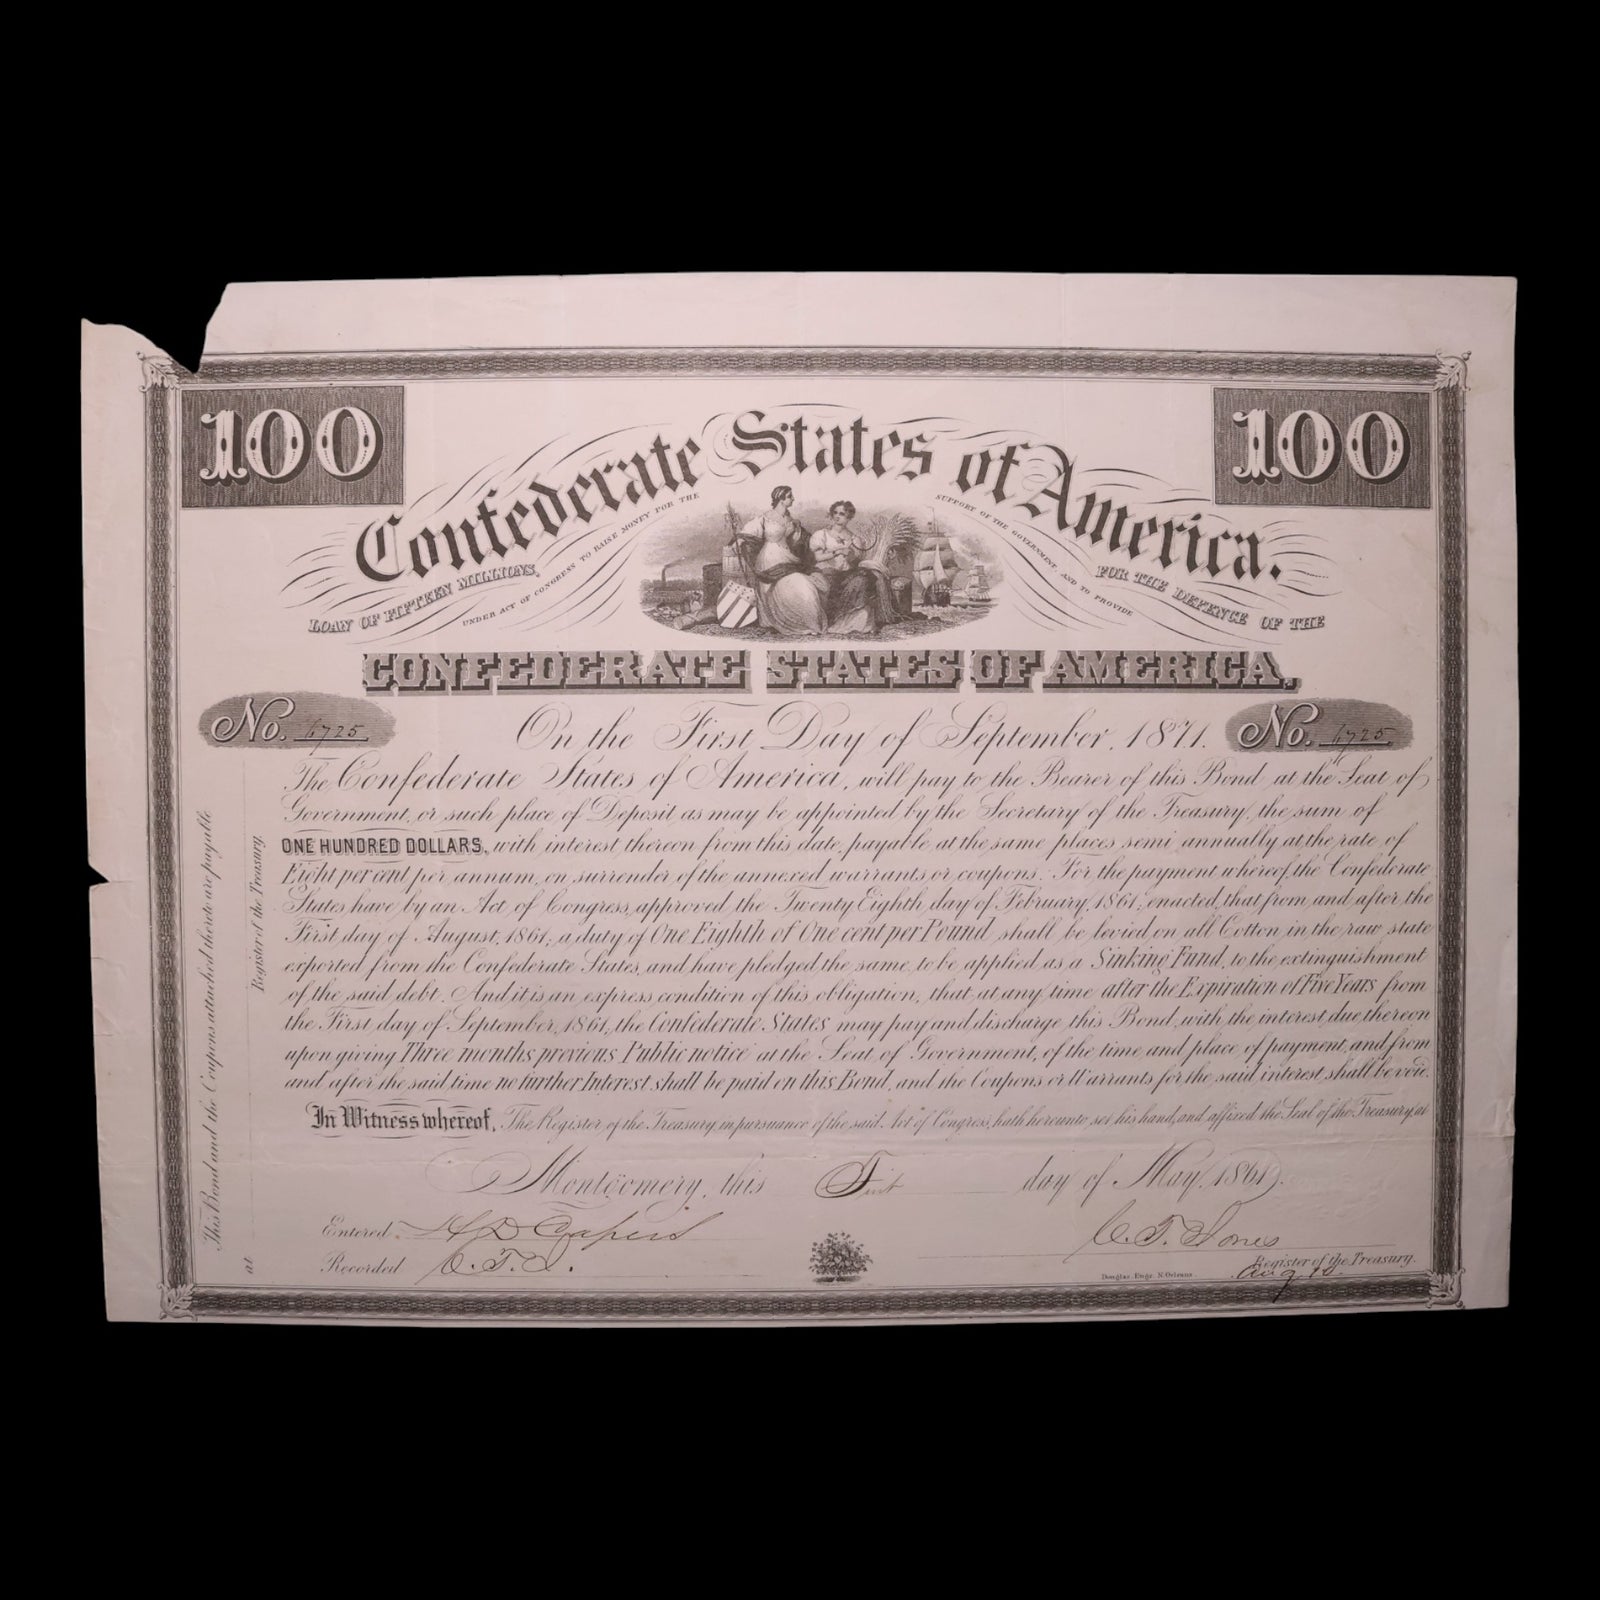 100
100
Confederate States of America.
LOAN OF FIFTEEN MILLIONS,
UNDER ACT OF CONGRESS TO RAISE MONEY FOR THE
SUPPORT OF THE GOVERNMENT, AND TO PROVIDE
FOR THE DEFENCE OF THE
CONFEDERATE STATES OF AMERICA,
No. 1,725
On the First Day of September, 1871.
No. 1,725
The Confederate States of America, will pay to the Bearer of this Bond at the Seat of
Government, or such place of Deposit as may be appointed by the Secretary of the Treasury, the sum of
ONE HUNDRED DOLLARS, with interest thereon from this date, payable at the same places semi annually at the rate of
Eight per cent per annum, on surrender of the annexed warrants or coupons. For the payment whereof, the Confederate
States have by an Act of Congress, approved the Twenty Eighth day of February, 1861, enacted, that from and after the
First day of August, 1861, a duty of One Eighth of One cent per Pound shall be levied on all Cotton in the raw state
exported from the Confederate States, and have pledged the same to be applied as a Sinking Fund, to the extinguishment
of the said debt. And it is an express condition of this obligation, that at any time after the Expiration of Five Years from
the First day of September, 1861, the Confederate States may pay and discharge this Bond, with the interest due thereon
upon giving Three months previous Public notice at the Seat of Government, of the time and place of payment, and from
and after the said time no further Interest shall be paid on this Bond, and the Coupons or Warrants for the said interest shall be void.
In Witness whereof, The Register of the Treasury, in pursuance of the said Act of Congress, hath hereunto set his hand, and affixed the Seal of the Treasury, at
Montgomery, this First day of May, 1861.
Entered H D Capers
C. T. Jones
Recorded C. T. J.
Register of the Treasury.
Douglas Engr. N. Orleans.
Aug 10
This Bond and the Coupons attached thereto are payable
at
Register of the Treasury.